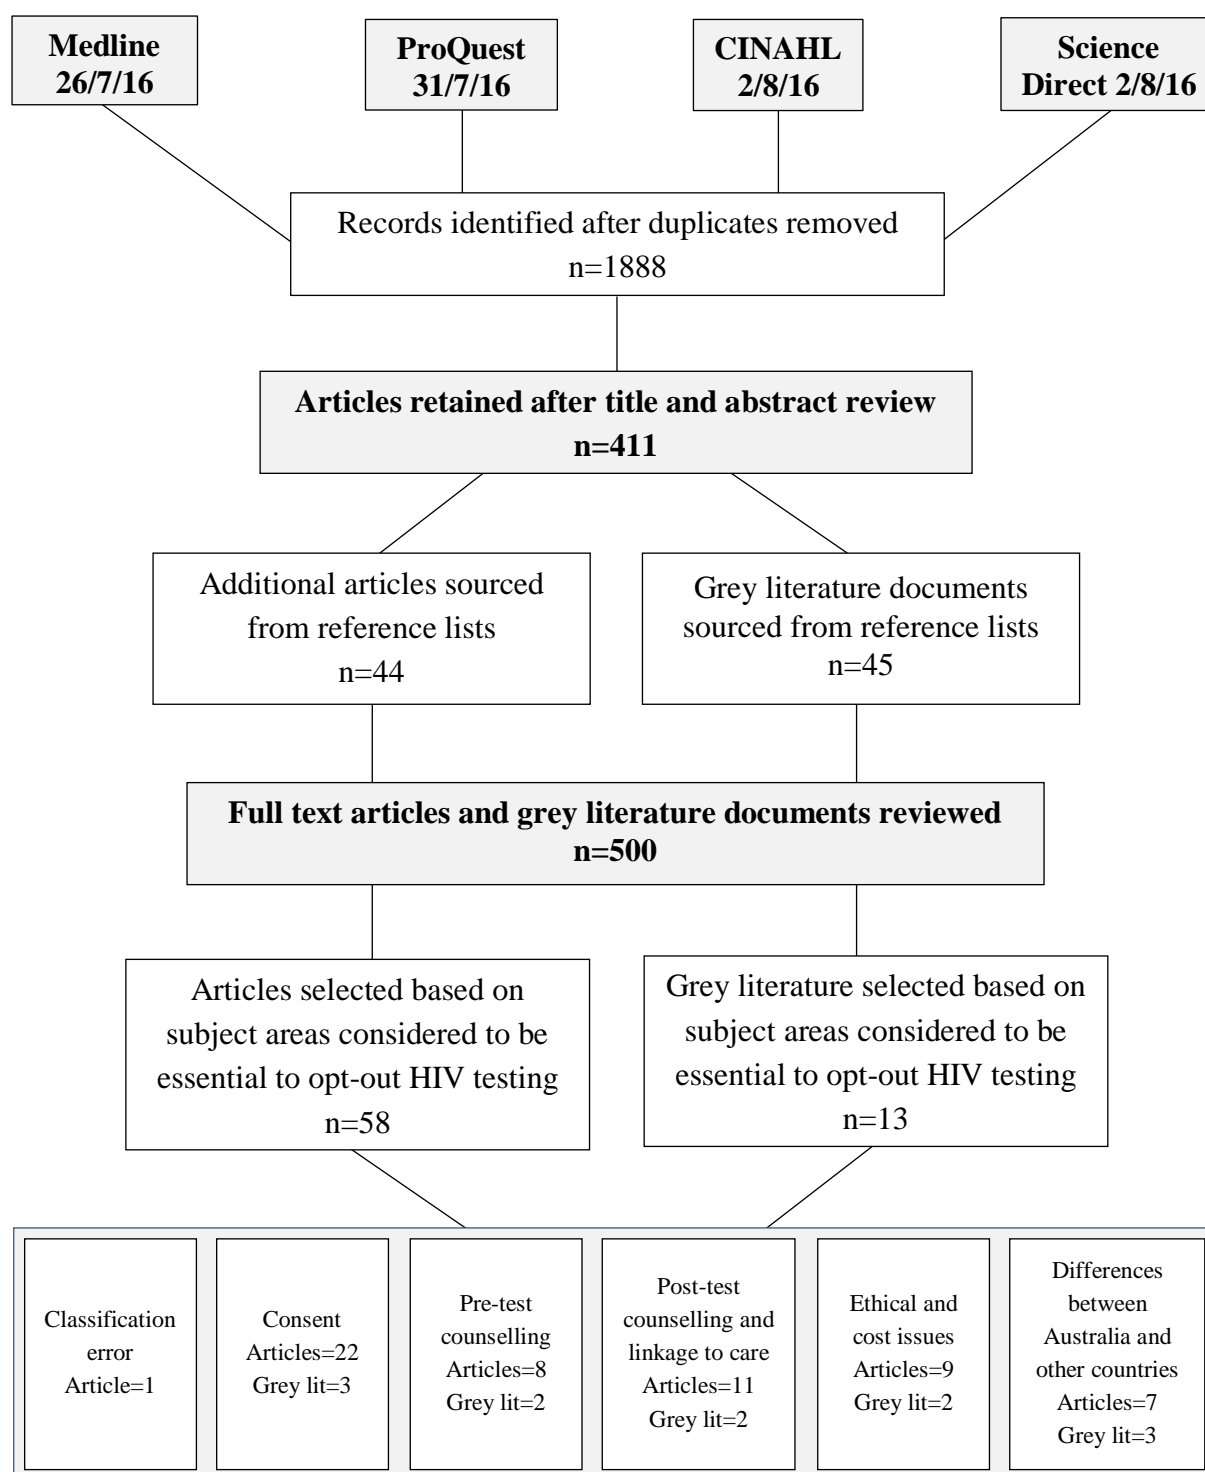 Medline
26/7/16
ProQuest
31/7/16
CINAHL
2/8/16
Science
Direct 2/8/16
Records identified after duplicates removed
n=1888
Articles retained after title and abstract review
n=411
Additional articles sourced
from reference lists
n=44
Grey literature documents
sourced from reference lists
n=45
Full text articles and grey literature documents reviewed
n=500
Articles selected based on
subject areas considered to be
essential to opt-out HIV testing
n=58
Grey literature selected based on
subject areas considered to be
essential to opt-out HIV testing
n=13
Classification
error
Article=1
Consent
Articles=22
Grey lit=3
Pre-test
counselling
Articles=8
Grey lit=2
Post-test
counselling and
linkage to care
Articles=11
Grey lit=2
Ethical and
cost issues
Articles=9
Grey lit=2
Differences
between
Australia and
other countries
Articles=7
Grey lit=3